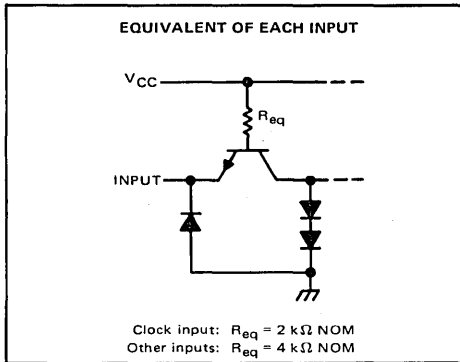 EQUIVALENT OF EACH INPUT
VCC
Req
INPUT
Clock input: Req = 2 kΩ NOM
Other inputs: Req = 4 kΩ NOM